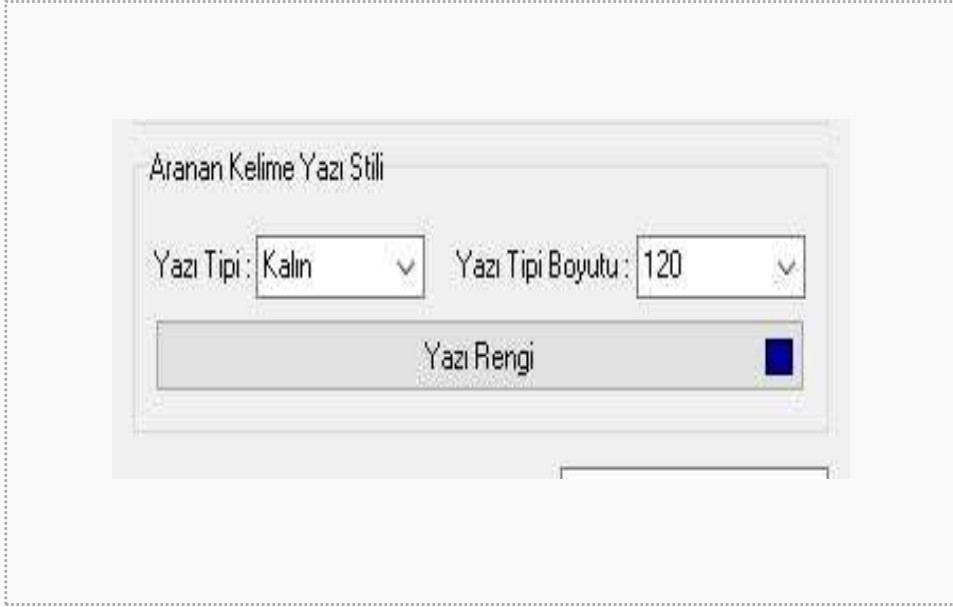 Aranan Kelime Yazı Stili
Yazı Tipi : Kalın Yazı Tipi Boyutu : 120
Yazı Rengi